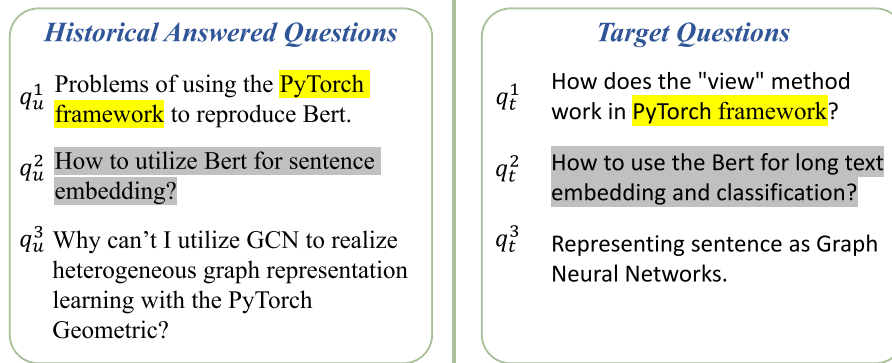 Historical Answered Questions
q_u^1 Problems of using the PyTorch
framework to reproduce Bert.
q_u^2 How to utilize Bert for sentence
embedding?
q_u^3 Why can’t I utilize GCN to realize
heterogeneous graph representation
learning with the PyTorch
Geometric?
Target Questions
q_t^1 How does the "view" method
work in PyTorch framework?
q_t^2 How to use the Bert for long text
embedding and classification?
q_t^3 Representing sentence as Graph
Neural Networks.